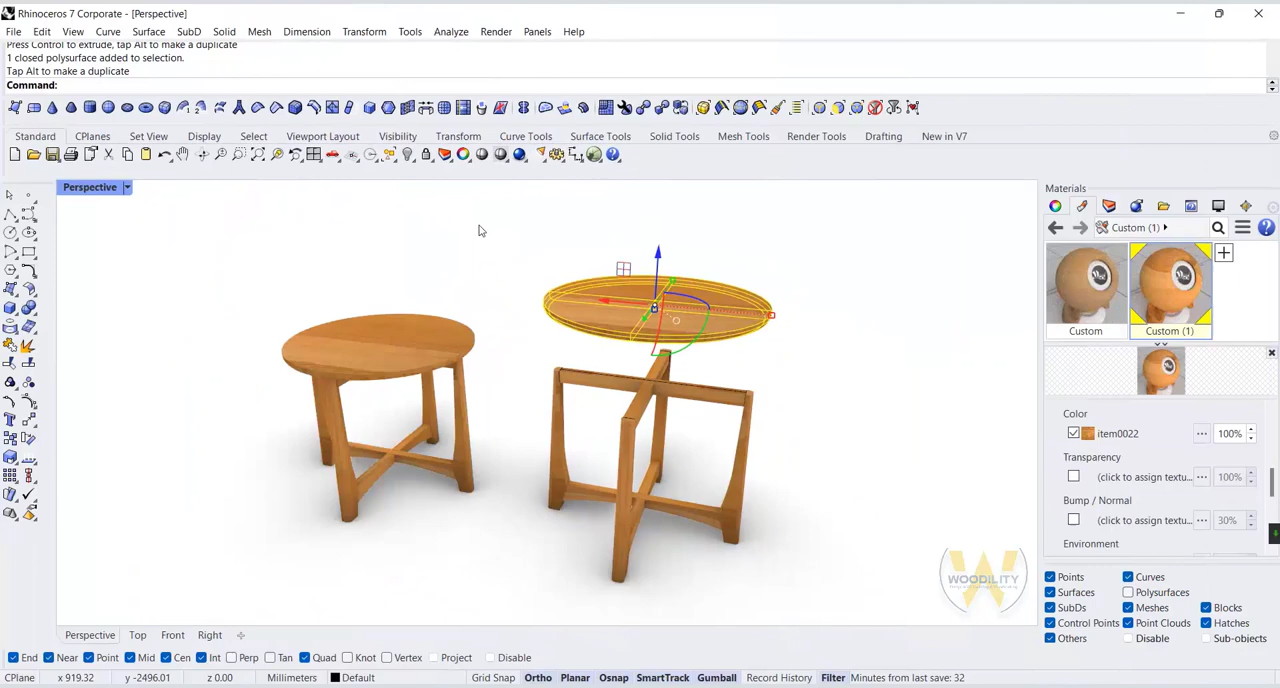 Rhinoceros 7 Corporate - [Perspective]
File Edit View Curve Surface SubD Solid Mesh Dimension Transform Tools Analyze Render Panels Help
Press Control to extrude, tap Alt to make a duplicate
1 closed polysurface added to selection.
Tap Alt to make a duplicate
Command:
Standard CPlanes Set View Display Select Viewport Layout Visibility Transform Curve Tools Surface Tools Solid Tools Mesh Tools Render Tools Drafting New in V7
Perspective
Materials
Custom (1)
Custom Custom (1)
Color
item0022 ... 100%
Transparency
(click to assign textu... ... 100%
Bump / Normal
(click to assign textu... ... 30%
Environment
W
WOODILITY
Points Curves
Surfaces Polysurfaces
SubDs Meshes Blocks
Control Points Point Clouds Hatches
Others Disable Sub-objects
Perspective Top Front Right
End Near Point Mid Cen Int Perp Tan Quad Knot Vertex Project Disable
CPlane x 919.32 y -2496.01 z 0.00 Millimeters Default Grid Snap Ortho Planar Osnap SmartTrack Gumball Record History Filter Minutes from last save: 32